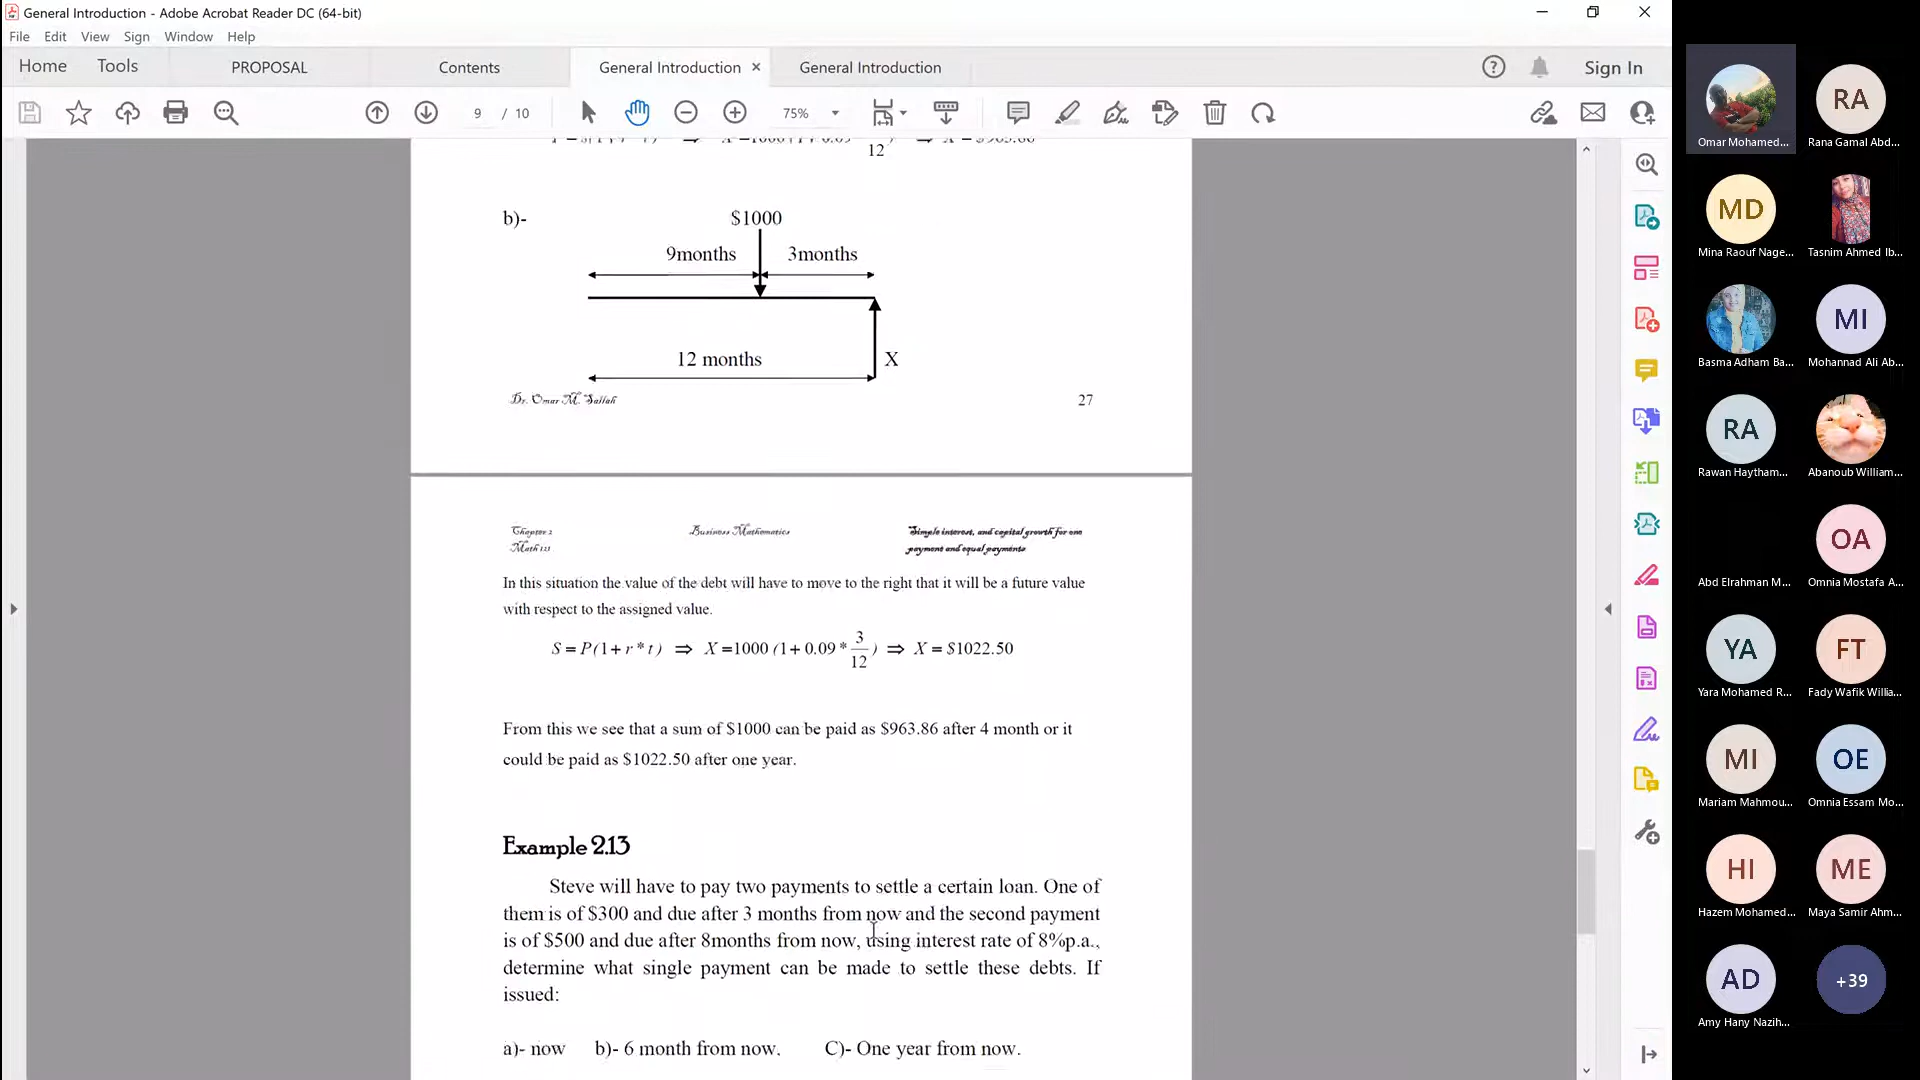 General Introduction - Adobe Acrobat Reader DC (64-bit)
File Edit View Sign Window Help
Home Tools PROPOSAL Contents General Introduction × General Introduction Sign In
9 / 10 75%
12
b)- $1000
9months 3months
12 months X
Dr. Omar M. Sallah 27
Chapter 2 Business Mathematics Simple interest, and capital growth for one
Math 123 payment and equal payments
In this situation the value of the debt will have to move to the right that it will be a future value
with respect to the assigned value.
S = P(1+ r * t) ⇒ X =1000 (1+ 0.09 * 3/12 ) ⇒ X = $1022.50
From this we see that a sum of $1000 can be paid as $963.86 after 4 month or it
could be paid as $1022.50 after one year.
Example 2.13
Steve will have to pay two payments to settle a certain loan. One of
them is of $300 and due after 3 months from now and the second payment
is of $500 and due after 8months from now, using interest rate of 8%p.a.,
determine what single payment can be made to settle these debts. If
issued:
a)- now b)- 6 month from now. C)- One year from now.
RA
Omar Mohamed... Rana Gamal Abd...
MD
Mina Raouf Nage... Tasnim Ahmed Ib...
MI
Basma Adham Ba... Mohannad Ali Ab...
RA
Rawan Haytham... Abanoub William...
OA
Abd Elrahman M... Omnia Mostafa A...
YA FT
Yara Mohamed R... Fady Wafik Willia...
MI OE
Mariam Mahmou... Omnia Essam Mo...
HI ME
Hazem Mohamed... Maya Samir Ahm...
AD +39
Amy Hany Nazih...